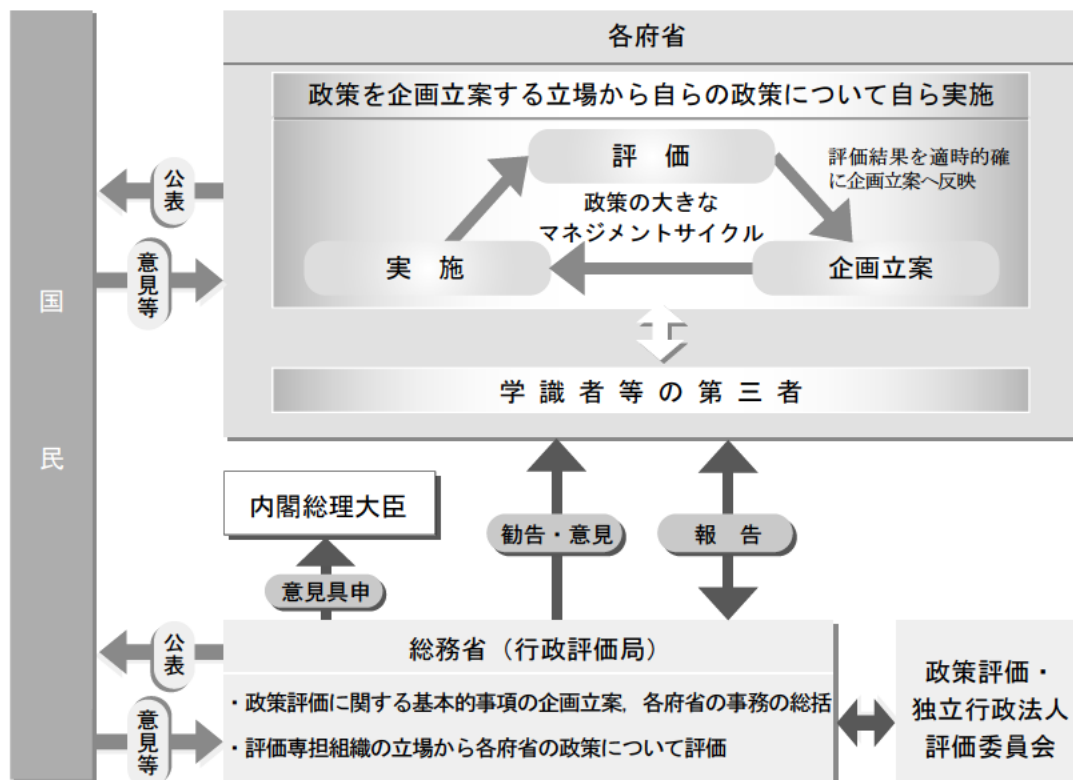 各府省
政策を企画立案する立場から自らの政策について自ら実施
評　価
評価結果を適時的確
に企画立案へ反映
政策の大きな
マネジメントサイクル
実　施
企画立案
公表
意見等
国民
学識者等の第三者
内閣総理大臣
勧告・意見
報　告
意見具申
公表
意見等
総務省（行政評価局）
・政策評価に関する基本的事項の企画立案，各府省の事務の総括
・評価専担組織の立場から各府省の政策について評価
政策評価・
独立行政法人
評価委員会